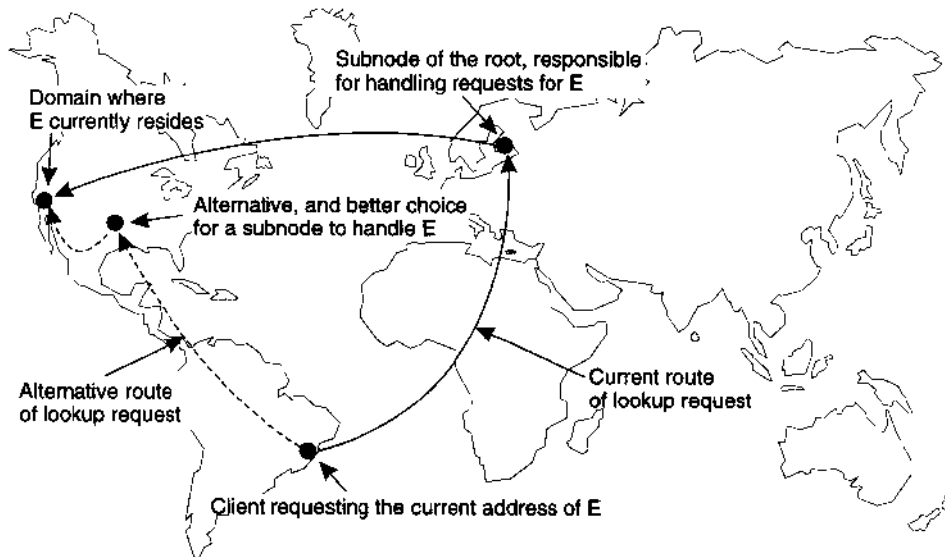 Subnode of the root, responsible
for handling requests for E
Domain where
E currently resides
Alternative, and better choice
for a subnode to handle E
Alternative route
of lookup request
Current route
of lookup request
Client requesting the current address of E